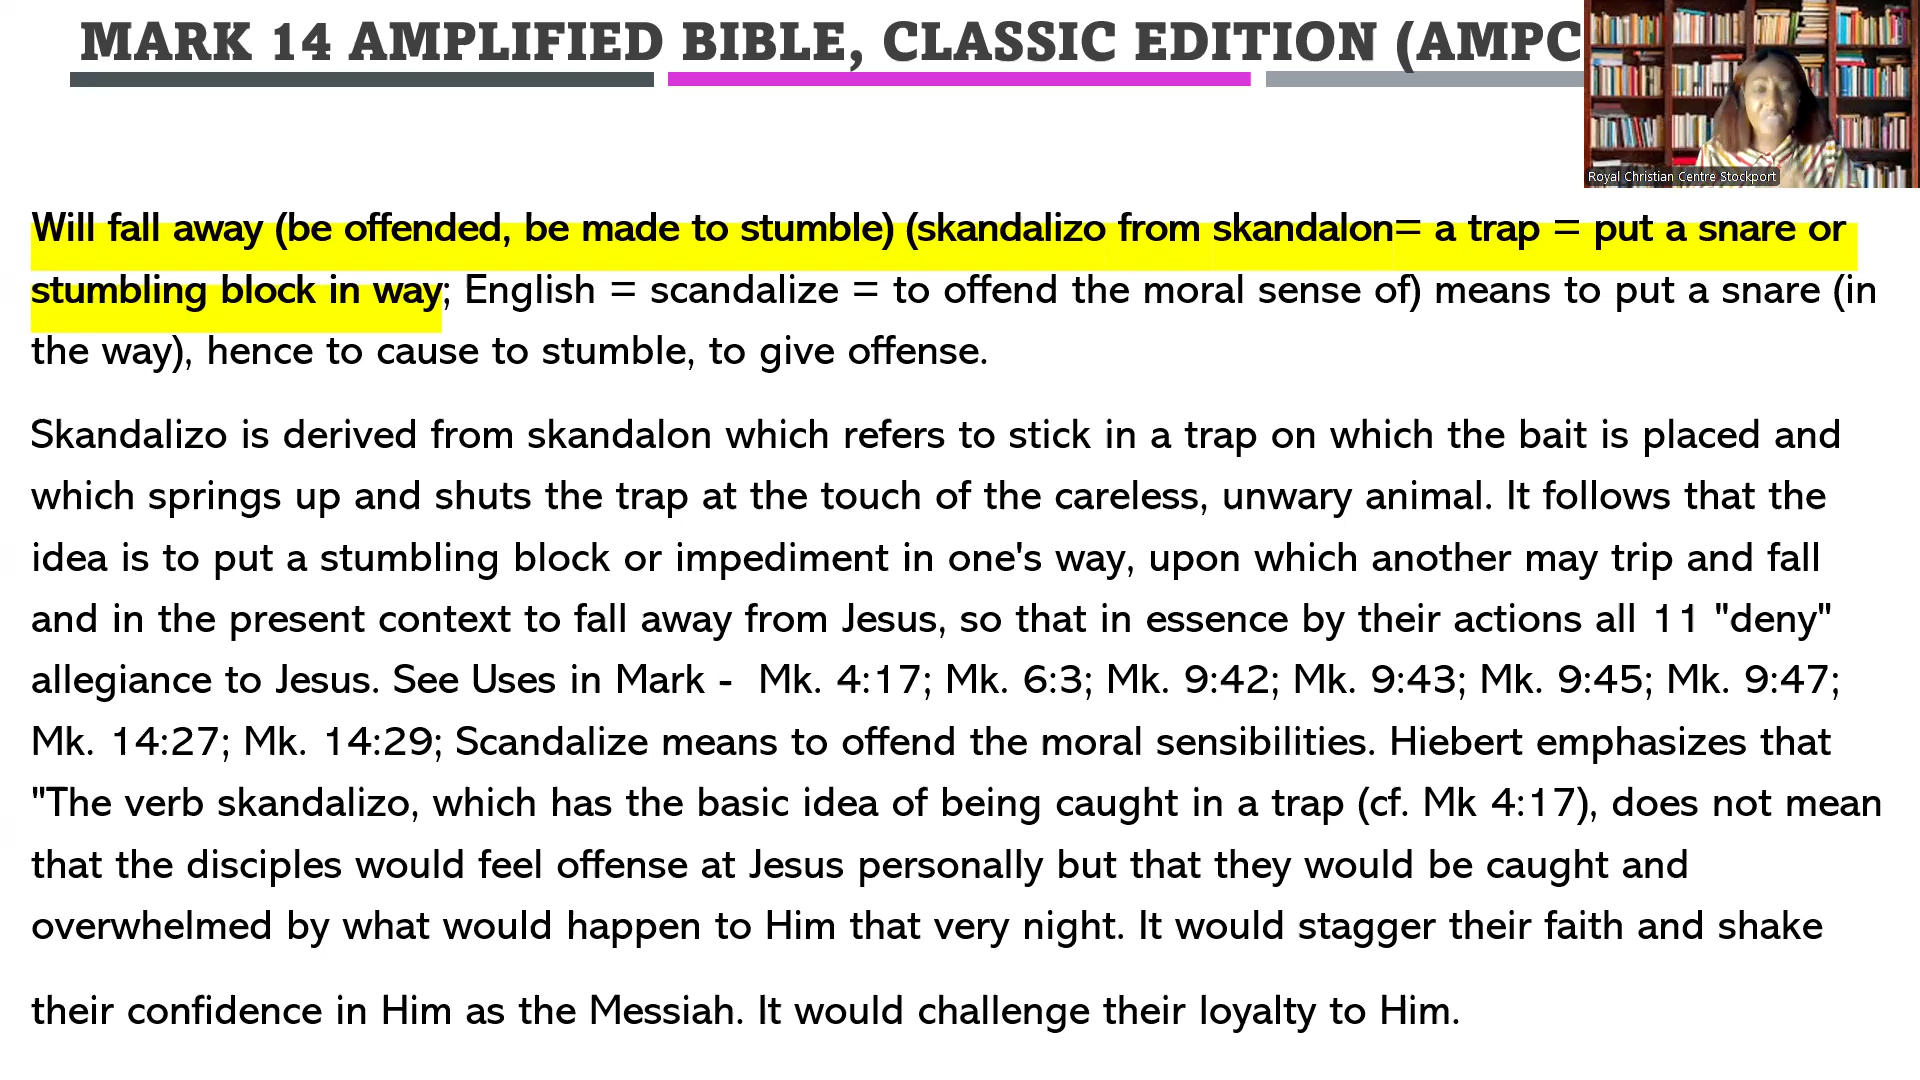 MARK 14 AMPLIFIED BIBLE, CLASSIC EDITION (AMPC
Royal Christian Centre Stockport
Will fall away (be offended, be made to stumble) (skandalizo from skandalon= a trap = put a snare or
stumbling block in way; English = scandalize = to offend the moral sense of) means to put a snare (in
the way), hence to cause to stumble, to give offense.
Skandalizo is derived from skandalon which refers to stick in a trap on which the bait is placed and
which springs up and shuts the trap at the touch of the careless, unwary animal. It follows that the
idea is to put a stumbling block or impediment in one's way, upon which another may trip and fall
and in the present context to fall away from Jesus, so that in essence by their actions all 11 "deny"
allegiance to Jesus. See Uses in Mark - Mk. 4:17; Mk. 6:3; Mk. 9:42; Mk. 9:43; Mk. 9:45; Mk. 9:47;
Mk. 14:27; Mk. 14:29; Scandalize means to offend the moral sensibilities. Hiebert emphasizes that
"The verb skandalizo, which has the basic idea of being caught in a trap (cf. Mk 4:17), does not mean
that the disciples would feel offense at Jesus personally but that they would be caught and
overwhelmed by what would happen to Him that very night. It would stagger their faith and shake
their confidence in Him as the Messiah. It would challenge their loyalty to Him.